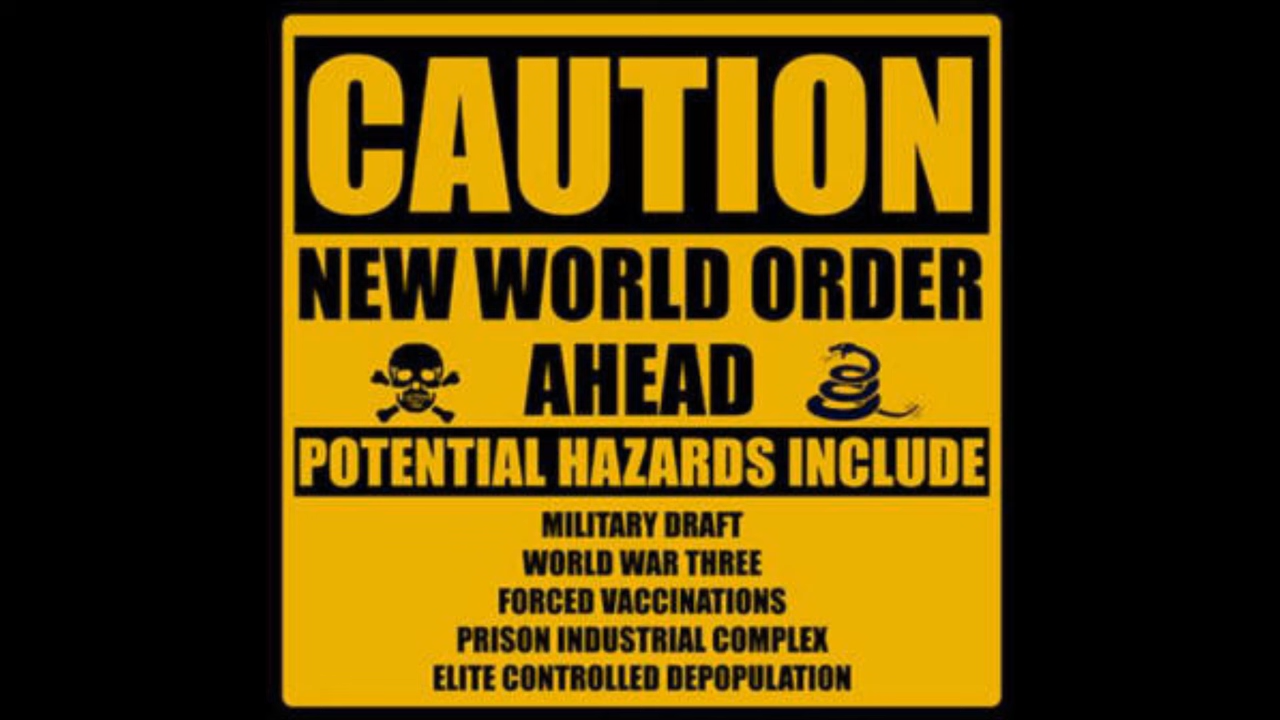 CAUTION
NEW WORLD ORDER
AHEAD
POTENTIAL HAZARDS INCLUDE
MILITARY DRAFT
WORLD WAR THREE
FORCED VACCINATIONS
PRISON INDUSTRIAL COMPLEX
ELITE CONTROLLED DEPOPULATION